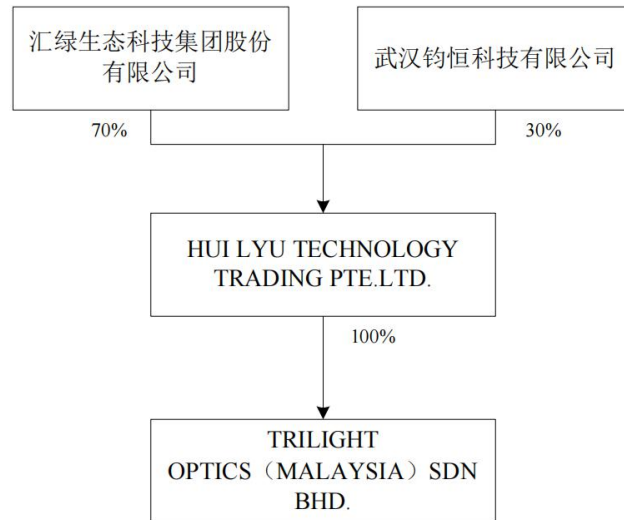 汇绿生态科技集团股份
有限公司
武汉钧恒科技有限公司
70%
30%
HUI LYU TECHNOLOGY
TRADING PTE.LTD.
100%
TRILIGHT
OPTICS（MALAYSIA）SDN
BHD.